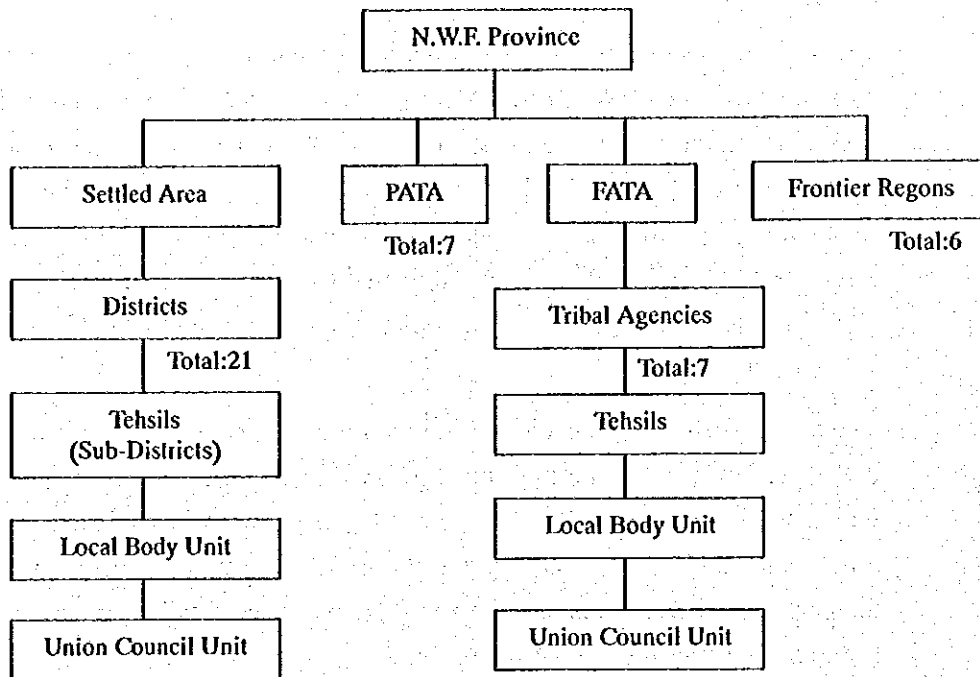 N.W.F. Province
Settled Area
PATA
FATA
Frontier Regons
Total:7
Total:6
Districts
Tribal Agencies
Total:21
Total:7
Tehsils
(Sub-Districts)
Tehsils
Local Body Unit
Local Body Unit
Union Council Unit
Union Council Unit